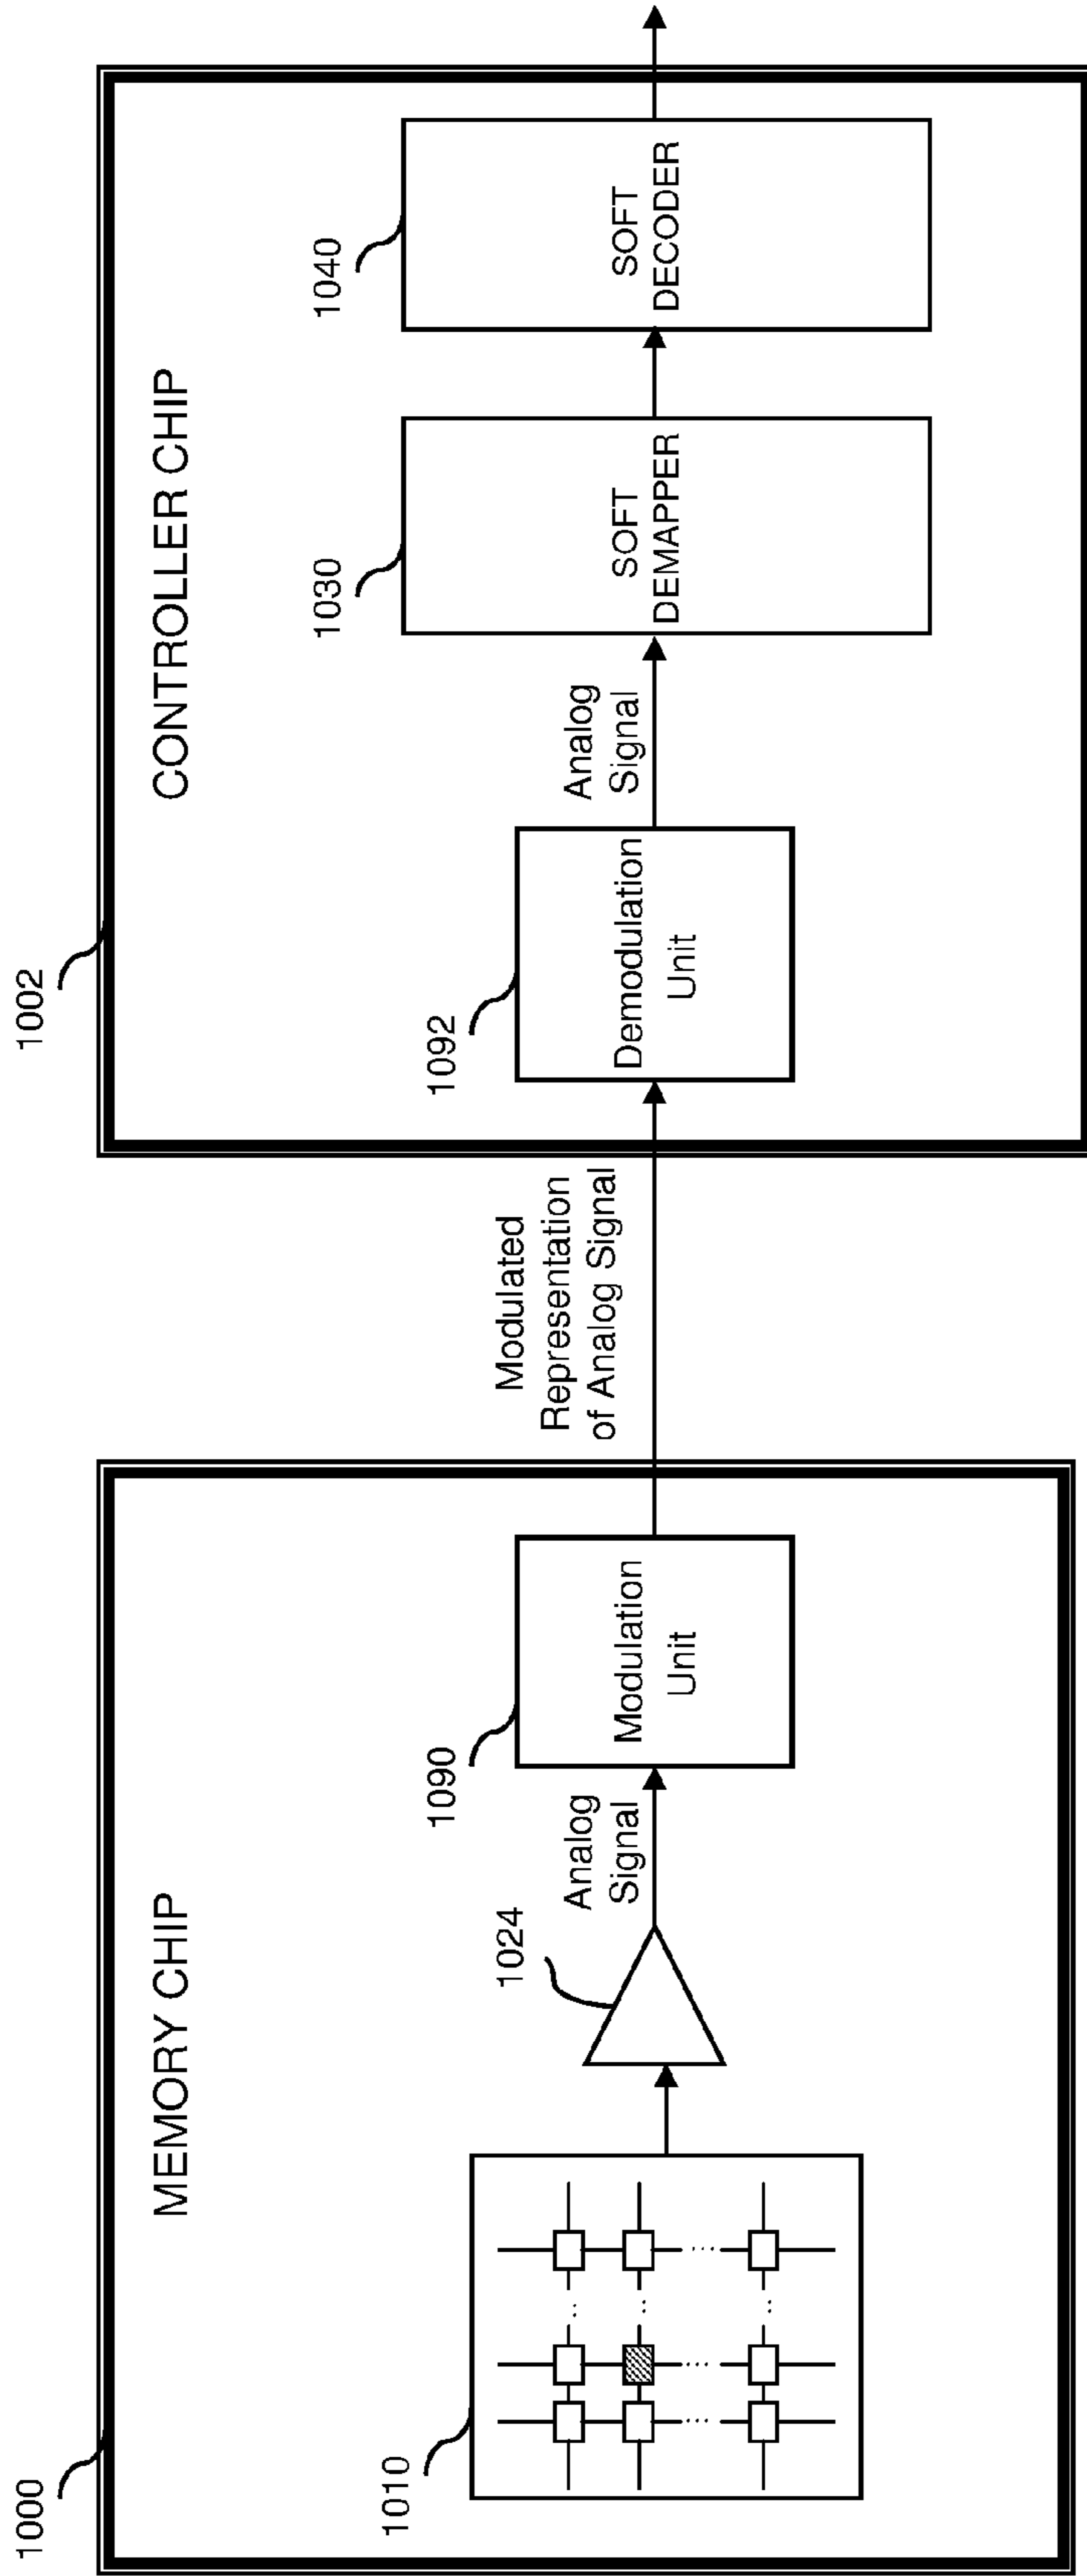 1000
MEMORY CHIP
1010
1024
Analog
Signal
1090
Modulation
Unit
Modulated
Representation
of Analog Signal
1002
CONTROLLER CHIP
1092
Demodulation
Unit
Analog
Signal
1030
SOFT
DEMAPPER
1040
SOFT
DECODER